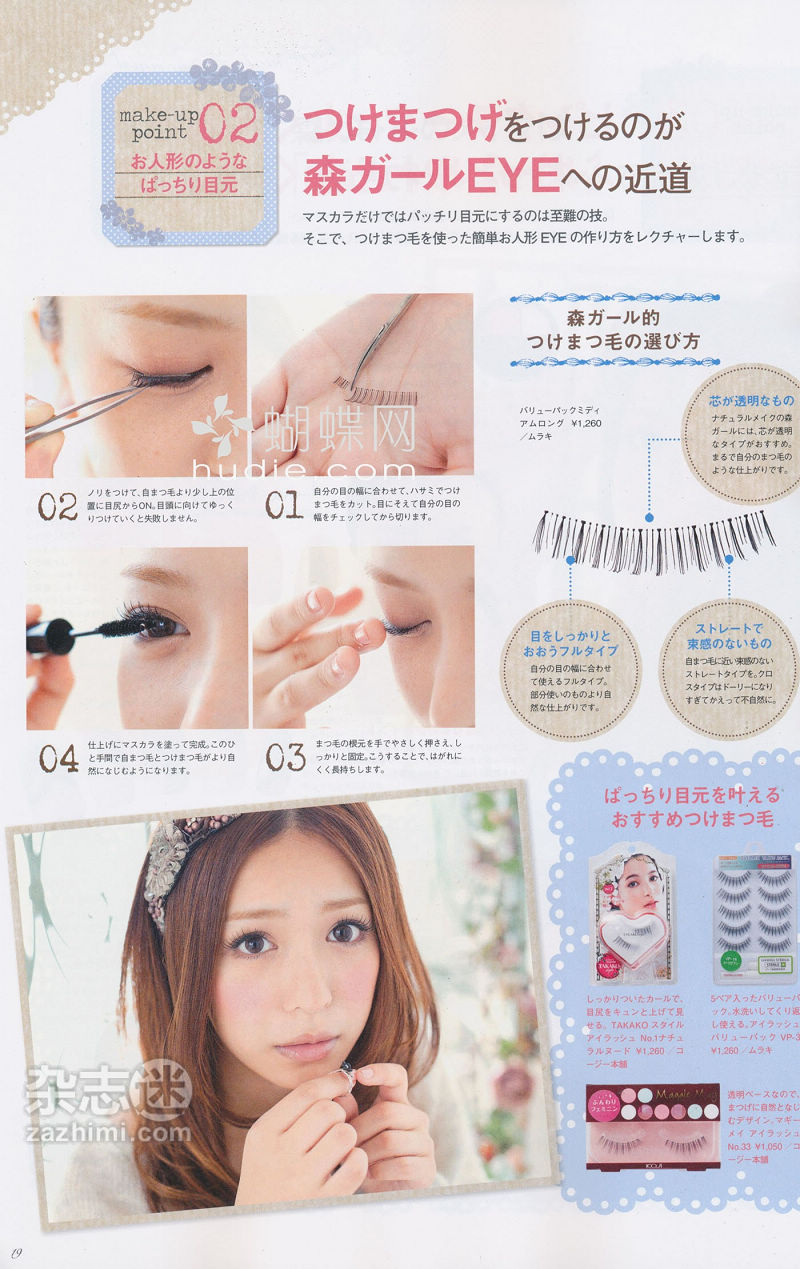 make-up
point 02
お人形のような
ぱっちり目元
つけまつげをつけるのが
森ガールEYEへの近道
マスカラだけではパッチリ目元にするのは至難の技。
そこで、つけまつ毛を使った簡単お人形 EYE の作り方をレクチャーします。
蝴蝶网
hudie.com
01
自分の目の幅に合わせて、ハサミでつけ
まつ毛をカット。目にそえて自分の目の
幅をチェックしてから切ります。
02
ノリをつけて、自まつ毛より少し上の位
置に目尻からON。目頭に向けてゆっく
りつけていくと失敗しません。
03
まつ毛の根元を手でやさしく押さえ、し
っかりと固定。こうすることで、はがれに
くく長持ちします。
04
仕上げにマスカラを塗って完成。このひ
と手間で自まつ毛とつけまつ毛がより自
然になじむようになります。
森ガール的
つけまつ毛の選び方
バリューパックミディ
アムロング ¥1,260
／ムラキ
芯が透明なもの
ナチュラルメイクの森
ガールには、芯が透明
なタイプがおすすめ。
まるで自分のまつ毛の
ような仕上がりです。
目をしっかりと
おおうフルタイプ
自分の目の幅に合わせ
て使えるフルタイプ。
部分使いのものより自
然な仕上がりです。
ストレートで
束感のないもの
自まつ毛に近い束感のない
ストレートタイプを。クロ
スタイプはドーリーになり
すぎてかえって不自然に。
ぱっちり目元を叶える
おすすめつけまつ毛
TAKAKO
しっかりついたカールで、
目尻をキュンと上げて見
せる。TAKAKO スタイル
アイラッシュ No.1ナチュ
ラルヌード ¥1,260 ／コ
ージー本舗
5ペア入ったバリューパ
ック。水洗いしてくり返
し使える。アイラッシュ
バリューパック VP-3
¥1,260 ／ムラキ
ふんわり
フェミニン
透明ベースなので、
まつげに自然となじ
むデザイン。マギー
メイ アイラッシュ
No.33 ¥1,050 ／コ
ージー本舗
杂志迷
zazhimi.com
19